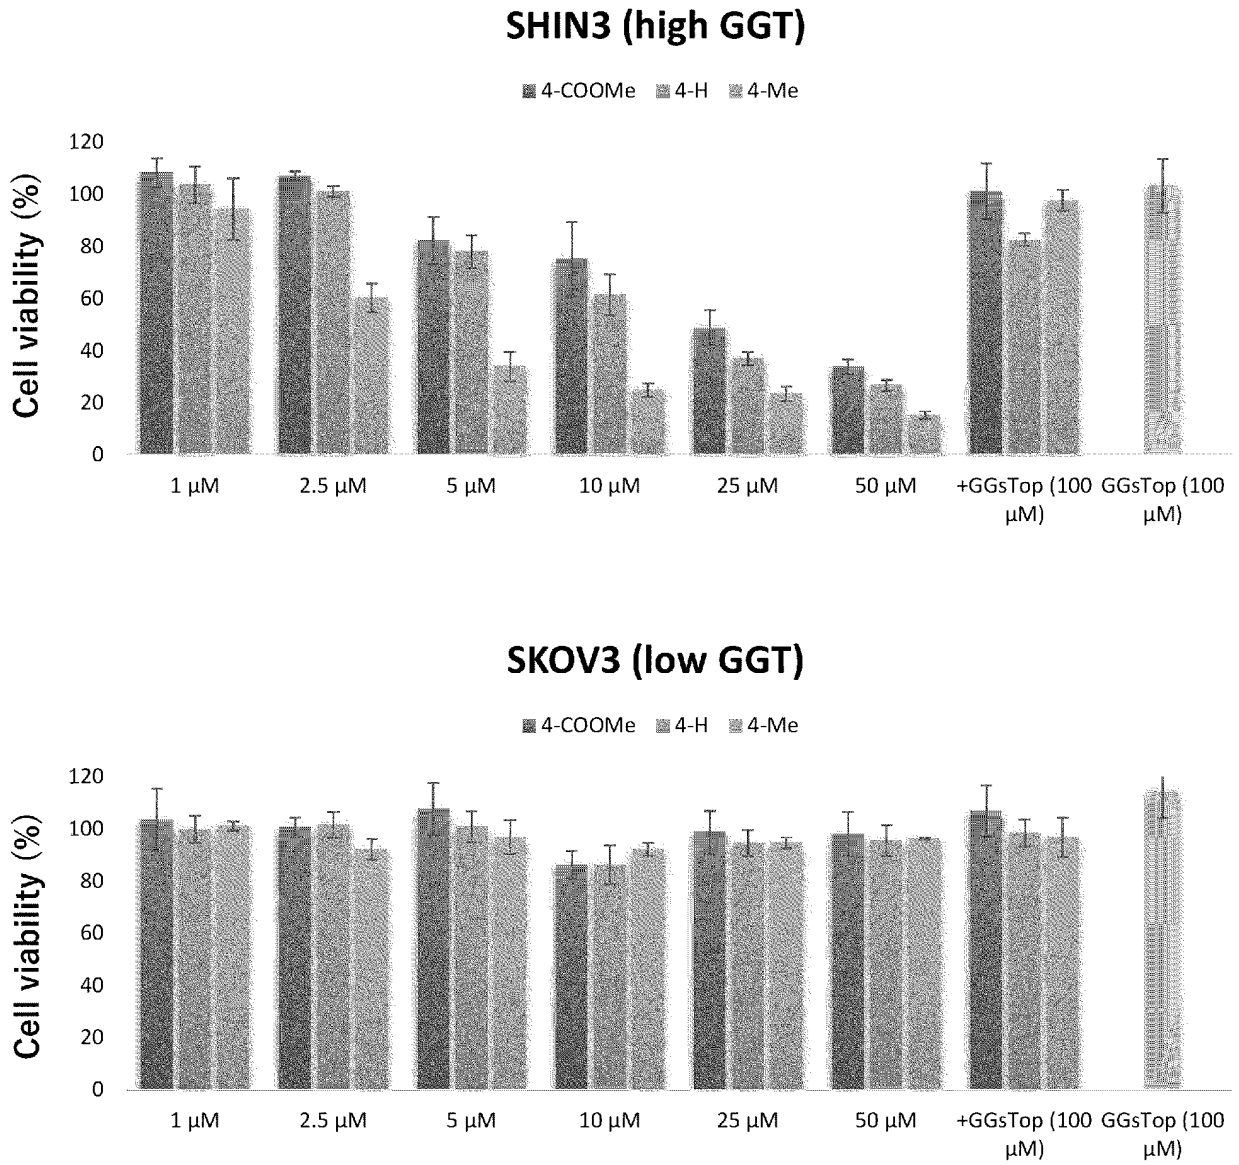 SHIN3 (high GGT)
4-COOMe 4-H 4-Me
Cell viability (%)
120
100
80
60
40
20
0
1 μM 2.5 μM 5 μM 10 μM 25 μM 50 μM +GGsTop (100 GGsTop (100
μM) μM)
SKOV3 (low GGT)
4-COOMe 4-H 4-Me
Cell viability (%)
120
100
80
60
40
20
0
1 μM 2.5 μM 5 μM 10 μM 25 μM 50 μM +GGsTop (100 GGsTop (100
μM) μM)